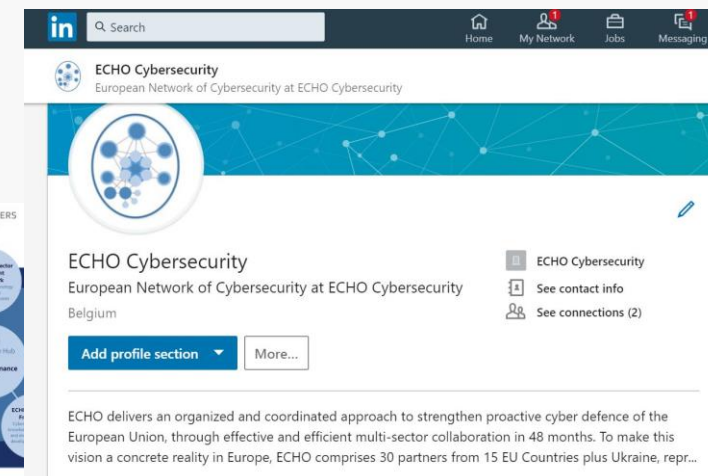 in
Search
Home
1
My Network
Jobs
1
Messaging
ECHO Cybersecurity
European Network of Cybersecurity at ECHO Cybersecurity
ECHO Cybersecurity
European Network of Cybersecurity at ECHO Cybersecurity
Belgium
ECHO Cybersecurity
See contact info
See connections (2)
Add profile section
More...
ECHO delivers an organized and coordinated approach to strengthen proactive cyber defence of the
European Union, through effective and efficient multi-sector collaboration in 48 months. To make this
vision a concrete reality in Europe, ECHO comprises 30 partners from 15 EU Countries plus Ukraine, repr...
ERS